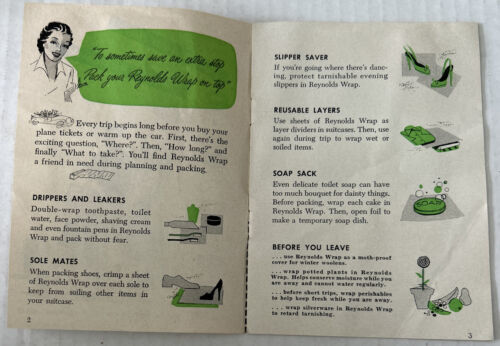 "To sometimes save an extra step
Pack your Reynolds Wrap on top"
Every trip begins long before you buy your
plane tickets or warm up the car. First, there's the
exciting question, "Where?". Then, "How long?" and
finally "What to take?". You'll find Reynolds Wrap
a friend in need during planning and packing.
DRIPPERS AND LEAKERS
Double-wrap toothpaste, toilet
water, face powder, shaving cream
and even fountain pens in Reynolds
Wrap and pack without fear.
SOLE MATES
When packing shoes, crimp a sheet
of Reynolds Wrap over each sole to
keep from soiling other items in
your suitcase.
2
SLIPPER SAVER
If you're going where there's danc-
ing, protect tarnishable evening
slippers in Reynolds Wrap.
REUSABLE LAYERS
Use sheets of Reynolds Wrap as
layer dividers in suitcases. Then, use
again during trip to wrap wet or
soiled items.
SOAP SACK
Even delicate toilet soap can have
too much bouquet for dainty things.
Before packing, wrap each cake in
Reynolds Wrap. Then, open foil to
make a temporary soap dish.
SOAP
BEFORE YOU LEAVE
. . . use Reynolds Wrap as a moth-proof
cover for winter woolens.
. . . wrap potted plants in Reynolds
Wrap. Helps conserve moisture while you
are away and cannot water regularly.
. . . before short trips, wrap perishables
to help keep fresh while you are away.
. . . wrap silverware in Reynolds Wrap to
retard tarnishing.
3